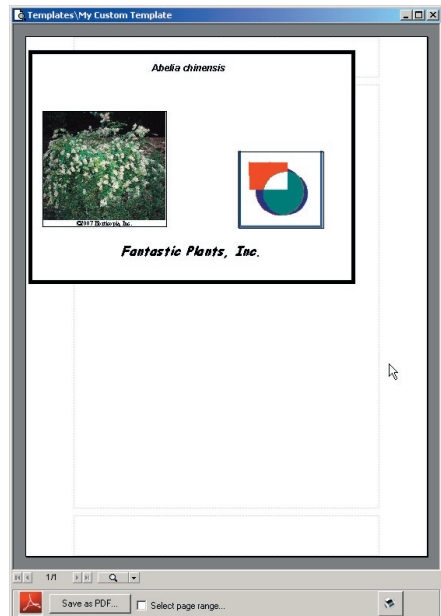 Templates\My Custom Template
Abelia chinensis
©2007 Horticopia, Inc.
Fantastic Plants, Inc.
1/1
Save as PDF...
Select page range...